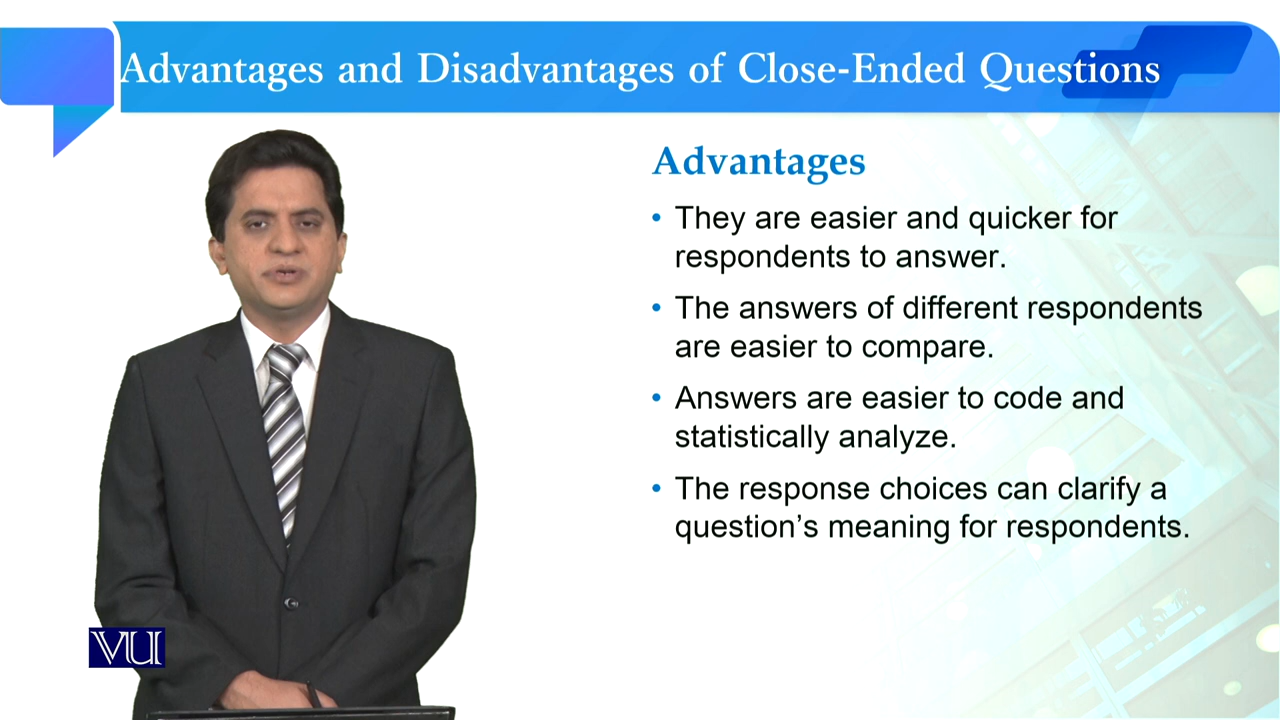 Advantages and Disadvantages of Close-Ended Questions
Advantages
• They are easier and quicker for
respondents to answer.
• The answers of different respondents
are easier to compare.
• Answers are easier to code and
statistically analyze.
• The response choices can clarify a
question’s meaning for respondents.
VU